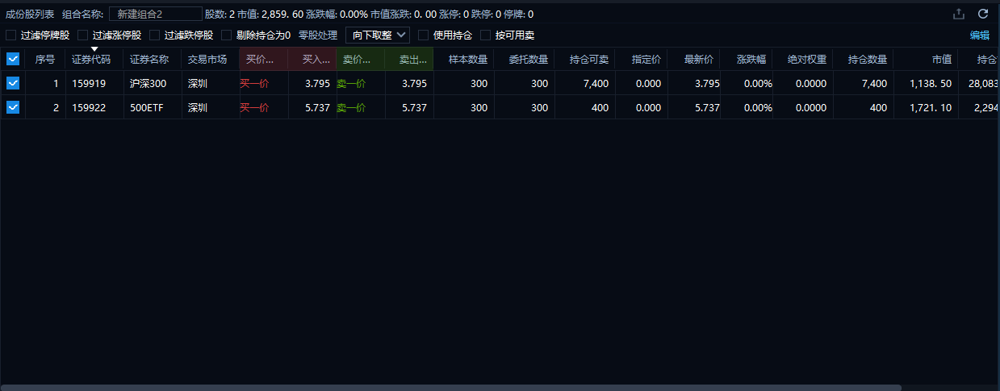 成份股列表 组合名称: 新建组合2 股数: 2 市值: 2,859. 60 涨跌幅: 0.00% 市值涨跌: 0. 00 涨停: 0 跌停: 0 停牌: 0
过滤停牌股 过滤涨停股 过滤跌停股 剔除持仓为0 零股处理 向下取整 使用持仓 按可用卖 编辑
序号 证券代码 证券名称 交易市场 买价... 买入... 卖价... 卖出... 样本数量 委托数量 持仓可卖 指定价 最新价 涨跌幅 绝对权重 持仓数量 市值 持仓
1 159919 沪深300 深圳 买一价 3.795 卖一价 3.795 300 300 7,400 0.000 3.795 0.00% 0.0000 7,400 1,138. 50 28,083
2 159922 500ETF 深圳 买一价 5.737 卖一价 5.737 300 300 400 0.000 5.737 0.00% 0.0000 400 1,721. 10 2,294